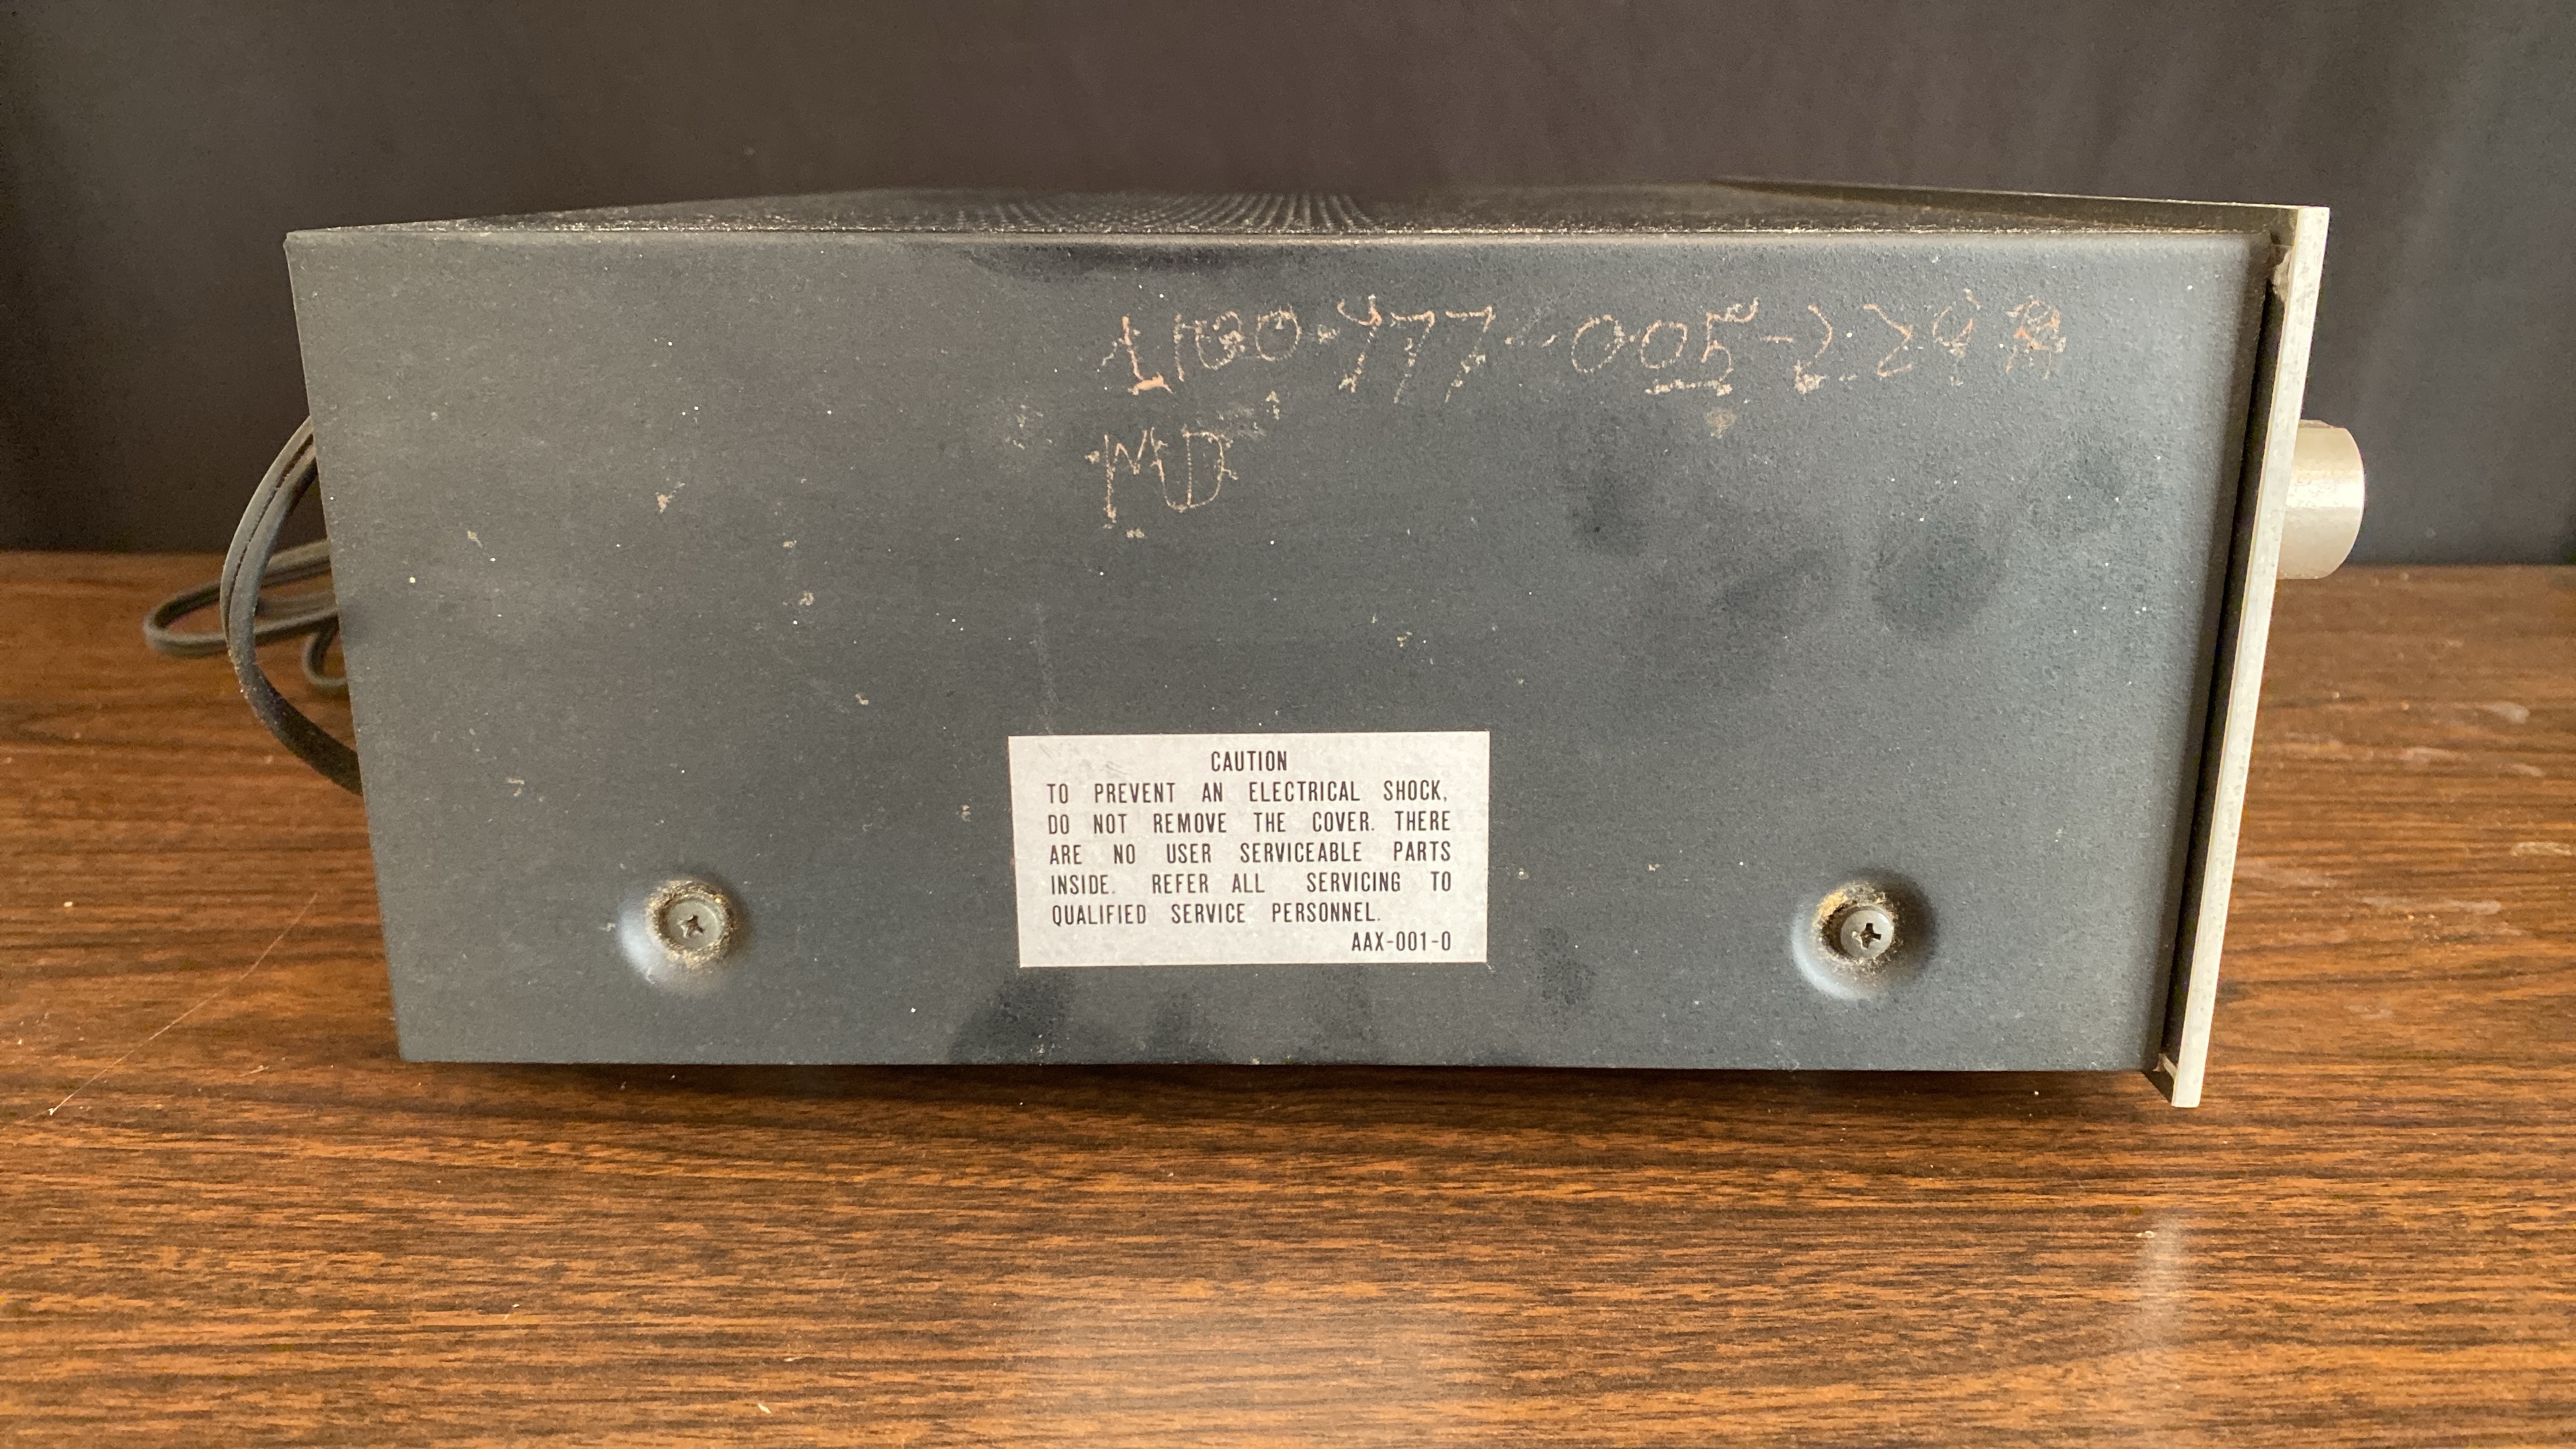 MD
CAUTION
TO PREVENT AN ELECTRICAL SHOCK,
DO NOT REMOVE THE COVER. THERE
ARE NO USER SERVICEABLE PARTS
INSIDE. REFER ALL SERVICING TO
QUALIFIED SERVICE PERSONNEL.
AAX-001-0